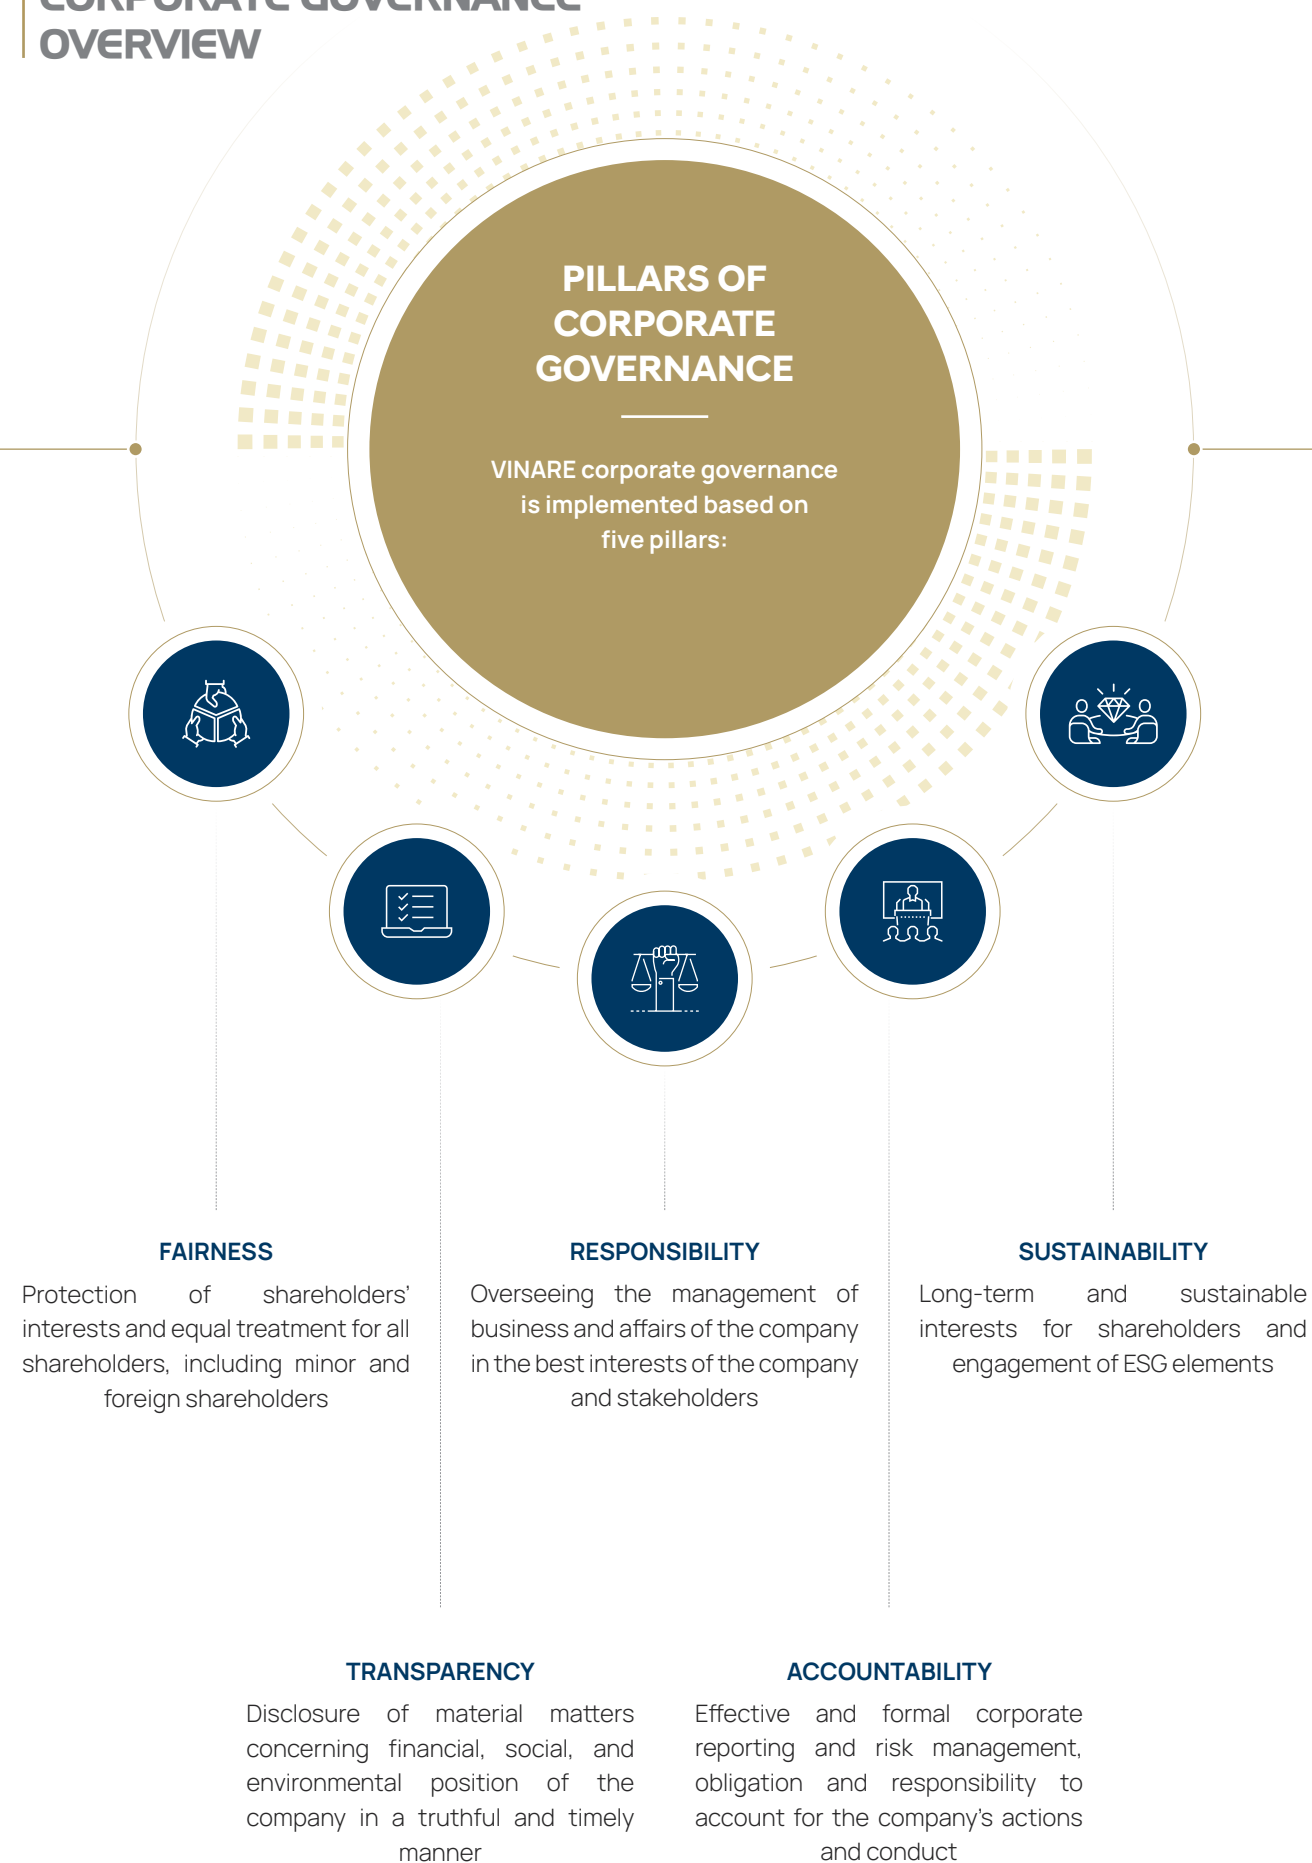 CORPORATE GOVERNANCE
OVERVIEW
PILLARS OF
CORPORATE
GOVERNANCE
VINARE corporate governance
is implemented based on
five pillars:
FAIRNESS
Protection of shareholders’
interests and equal treatment for all
shareholders, including minor and
foreign shareholders
RESPONSIBILITY
Overseeing the management of
business and affairs of the company
in the best interests of the company
and stakeholders
SUSTAINABILITY
Long-term and sustainable
interests for shareholders and
engagement of ESG elements
TRANSPARENCY
Disclosure of material matters
concerning financial, social, and
environmental position of the
company in a truthful and timely
manner
ACCOUNTABILITY
Effective and formal corporate
reporting and risk management,
obligation and responsibility to
account for the company’s actions
and conduct